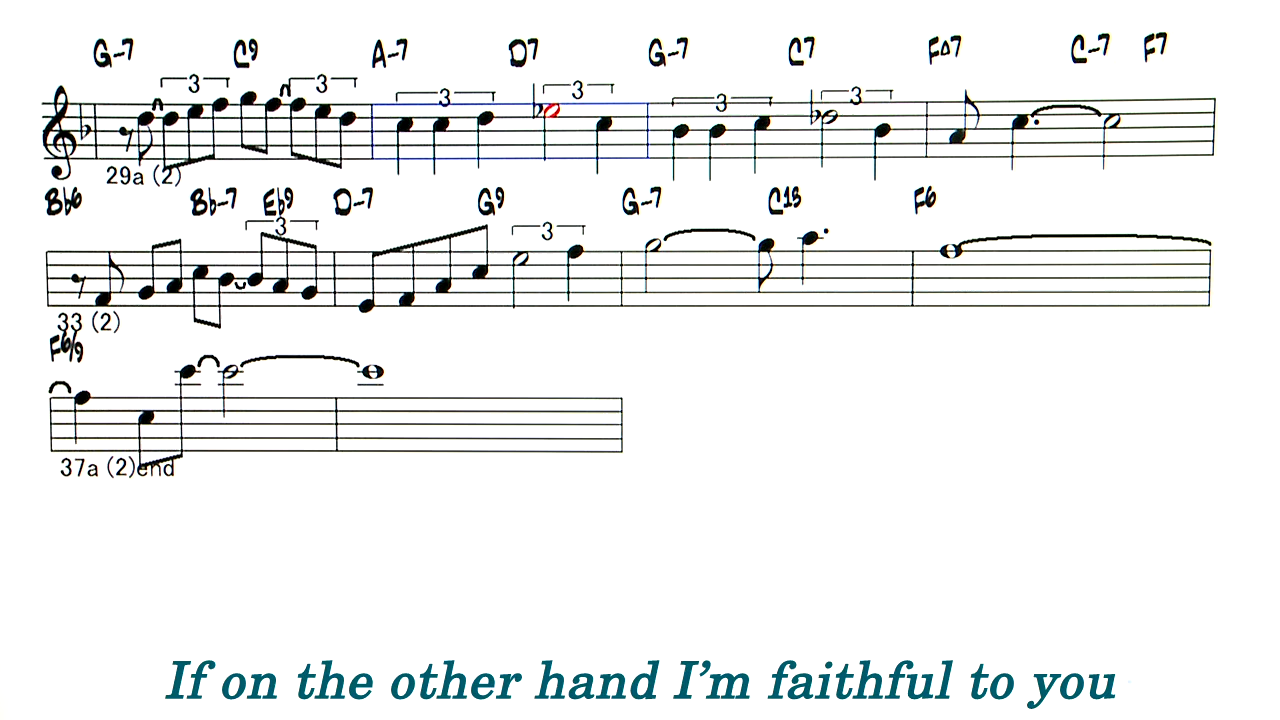 G-7 C9 A-7 D7 G-7 C7 F△7 C-7 F7
3 3 3 3 3 3
29a (2)
Bb6 Bb-7 Eb9 D-7 G9 G-7 C13 F6
3 3
33 (2)
F6/9
37a (2)end
If on the other hand I’m faithful to you